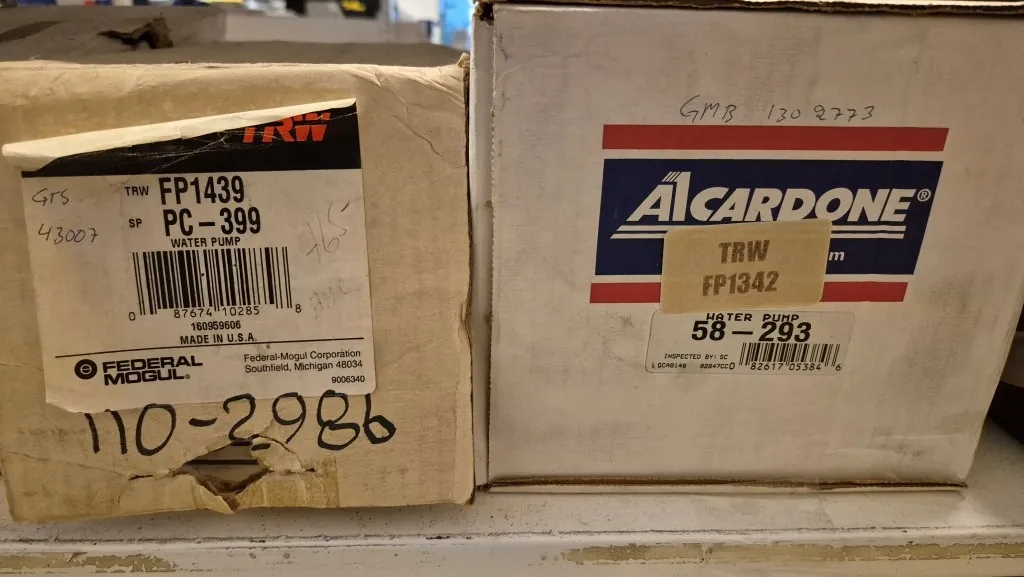 TRW
TRW FP1439
SP PC-399
WATER PUMP
GTS
43007
0 87674 10285 8
160959606
MADE IN U.S.A.
FEDERAL
MOGUL®
Federal-Mogul Corporation
Southfield, Michigan 48034
9006340
110-2986
GMB 130 2773
A1CARDONE®
m
TRW
FP1342
WATER PUMP
58-293
INSPECTED BY: SC
0 82617 05384 6